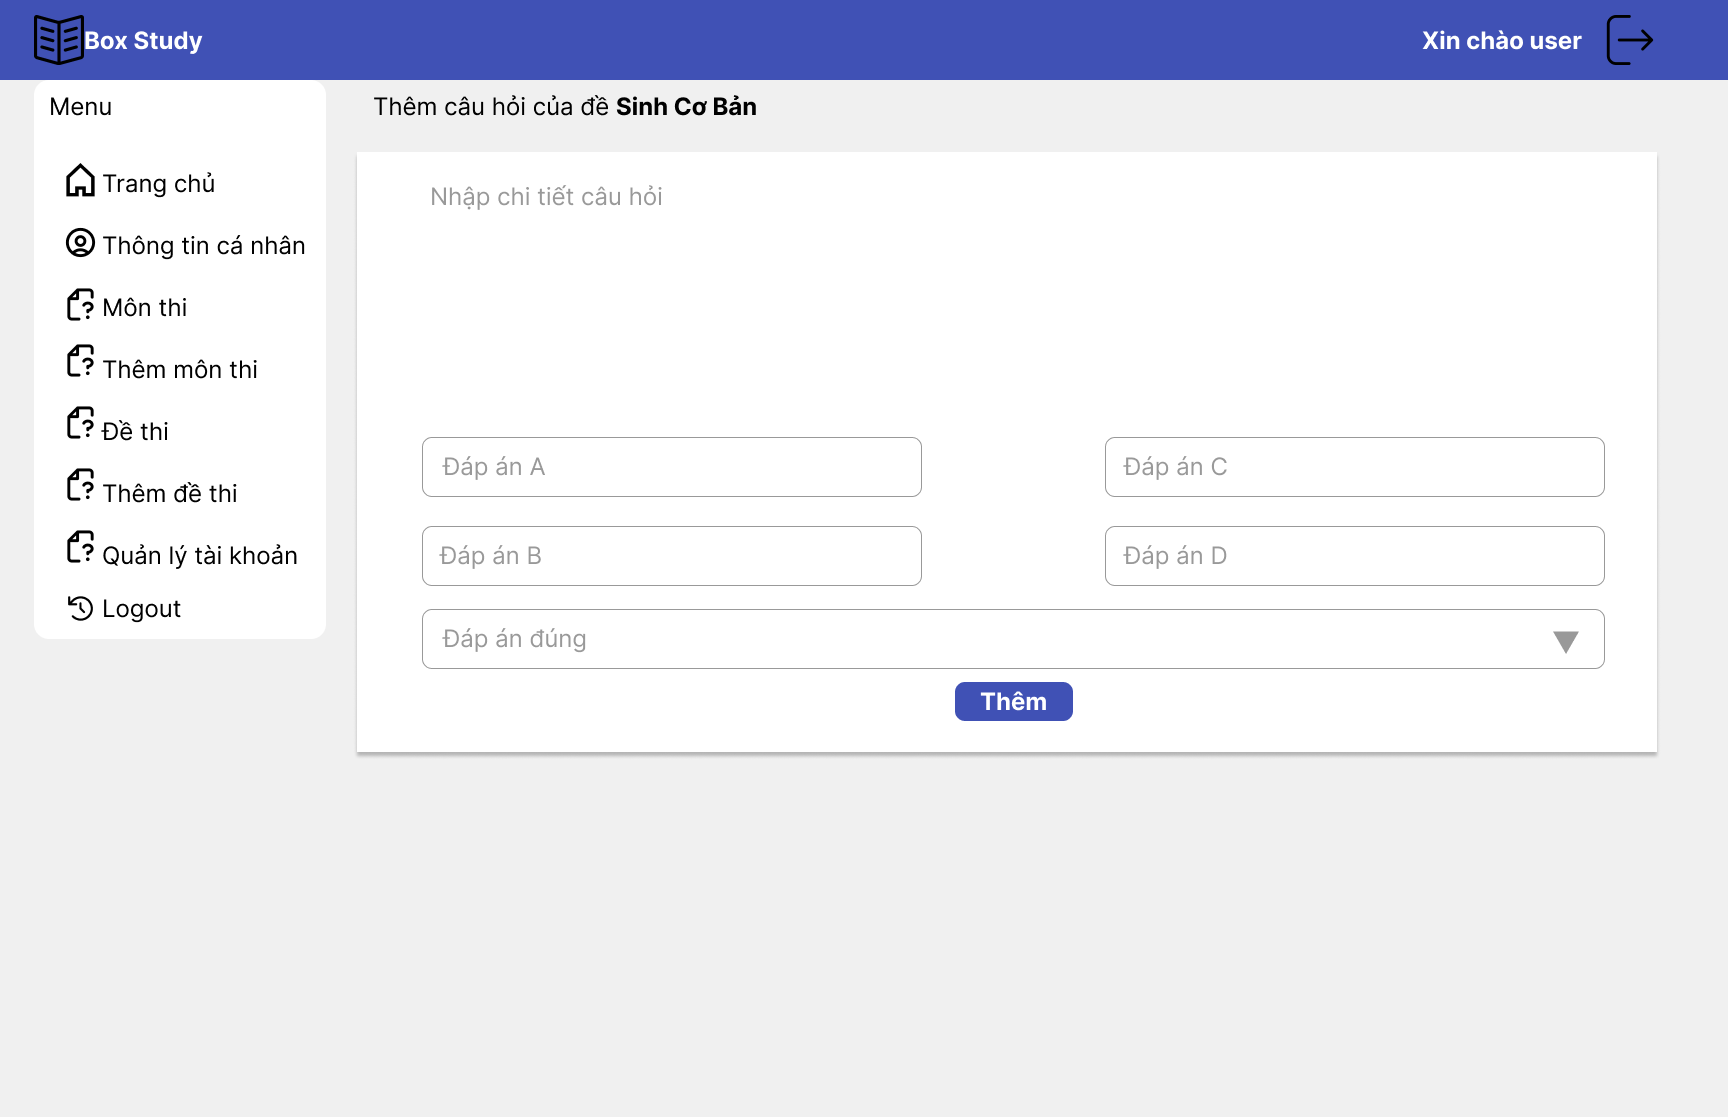 Box Study
Xin chào user
Menu
Trang chủ
Thông tin cá nhân
Môn thi
Thêm môn thi
Đề thi
Thêm đề thi
Quản lý tài khoản
Logout
Thêm câu hỏi của đề Sinh Cơ Bản
Nhập chi tiết câu hỏi
Đáp án A
Đáp án C
Đáp án B
Đáp án D
Đáp án đúng
Thêm